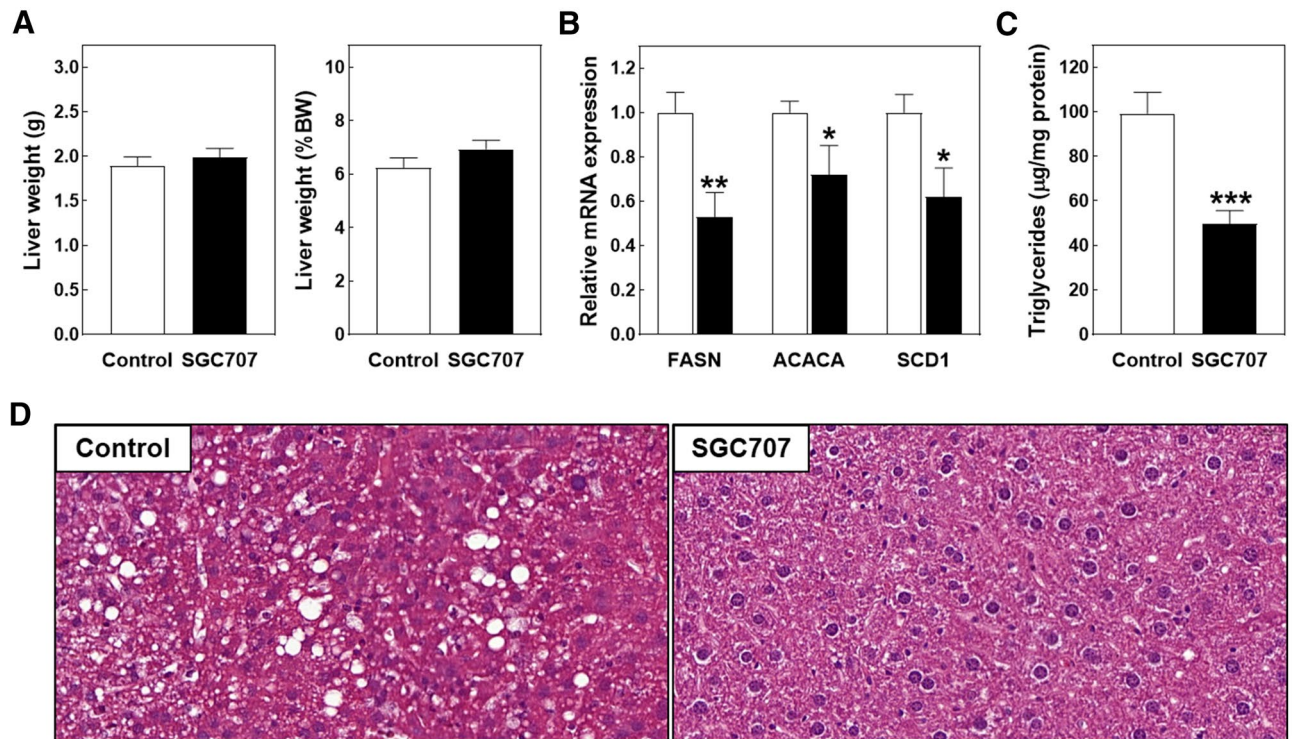 A
Liver weight (g)
3.0
2.5
2.0
1.5
1.0
0.5
0.0
Control SGC707
Liver weight (%BW)
10
8
6
4
2
0
Control SGC707
B
Relative mRNA expression
1.2
1.0
0.8
0.6
0.4
0.2
0.0
**
*
*
FASN ACACA SCD1
C
Triglycerides (µg/mg protein)
120
100
80
60
40
20
0
***
Control SGC707
D
Control
SGC707